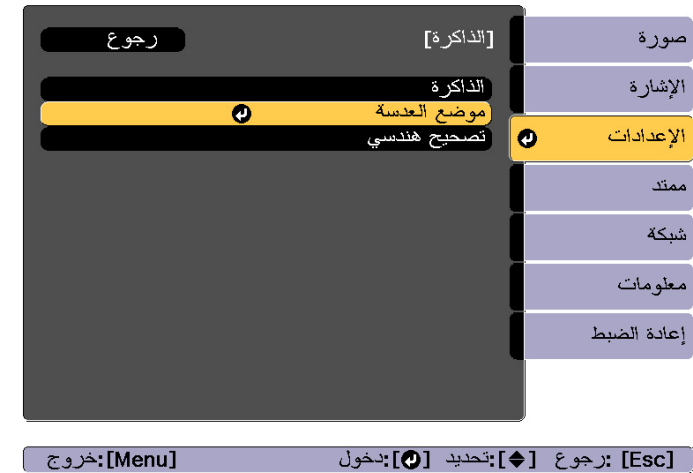 صورة
الإشارة
الإعدادات
ممتد
شبكة
معلومات
إعادة الضبط
[الذاكرة] رجوع
الذاكرة
موضع العدسة
تصحيح هندسي
[Esc] :رجوع [◆]:تحديد [↵]:دخول [Menu]:خروج